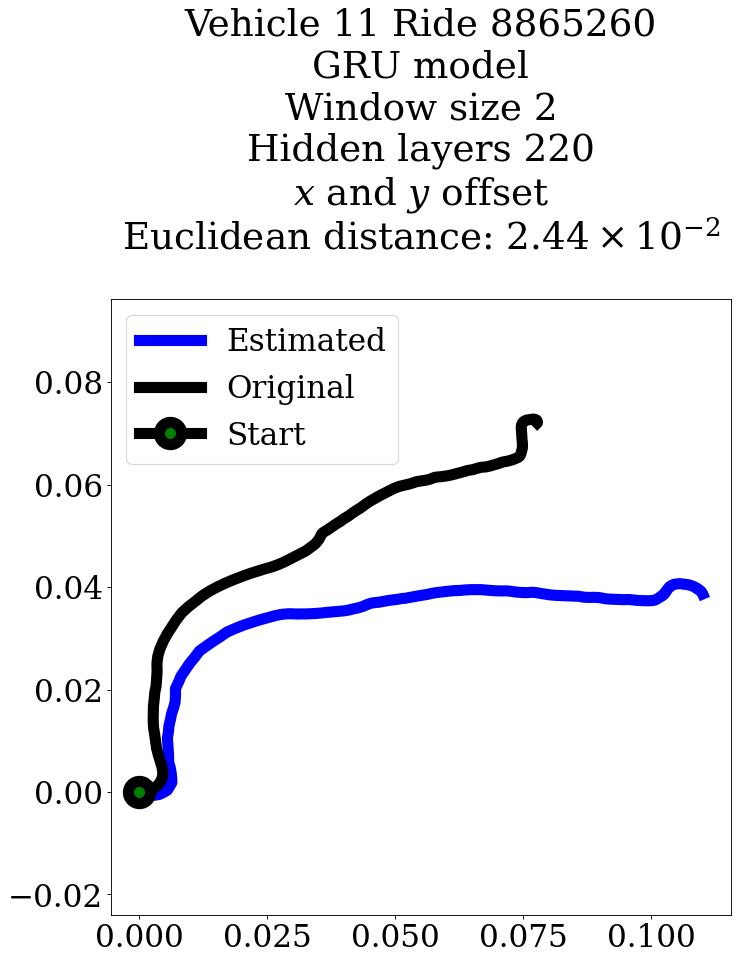 Vehicle 11 Ride 8865260
GRU model
Window size 2
Hidden layers 220
x and y offset
Euclidean distance: 2.44 × 10⁻²
Estimated
Original
Start
0.08
0.06
0.04
0.02
0.00
−0.02
0.000 0.025 0.050 0.075 0.100